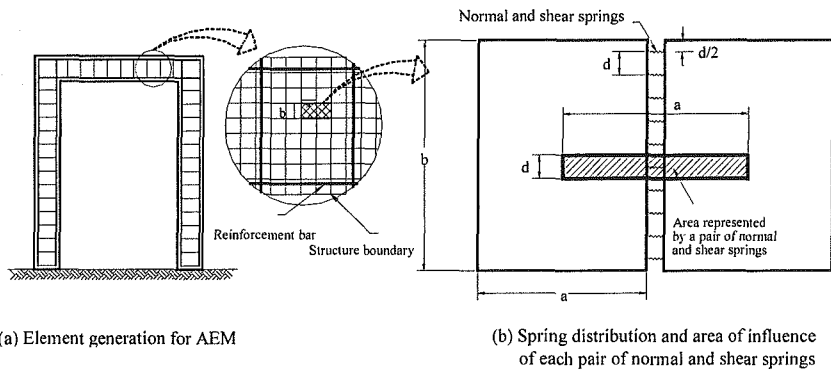 Normal and shear springs
d/2
d
a
b
b
d
Reinforcement bar
Structure boundary
Area represented
by a pair of normal
and shear springs
a
(a) Element generation for AEM
(b) Spring distribution and area of influence
of each pair of normal and shear springs